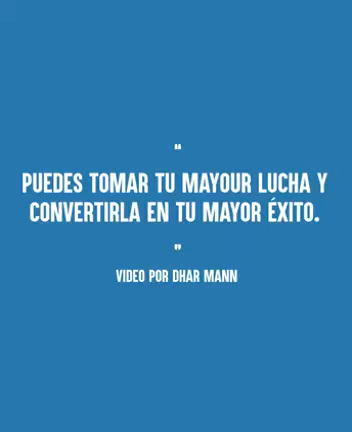 "
PUEDES TOMAR TU MAYOUR LUCHA Y
CONVERTIRLA EN TU MAYOR ÉXITO.
"
VIDEO POR DHAR MANN